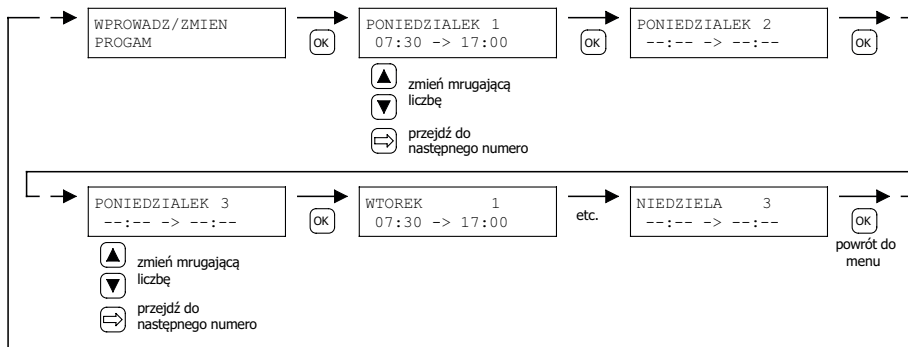 WPROWADZ/ZMIEN
PROGAM
OK
PONIEDZIALEK 1
07:30 -> 17:00
OK
PONIEDZIALEK 2
--:-- -> --:--
OK
zmień mrugającą
liczbę
przejdź do
następnego numero
PONIEDZIALEK 3
--:-- -> --:--
OK
WTOREK 1
07:30 -> 17:00
etc.
NIEDZIELA 3
--:-- -> --:--
OK
powrót do
menu
zmień mrugającą
liczbę
przejdź do
następnego numero